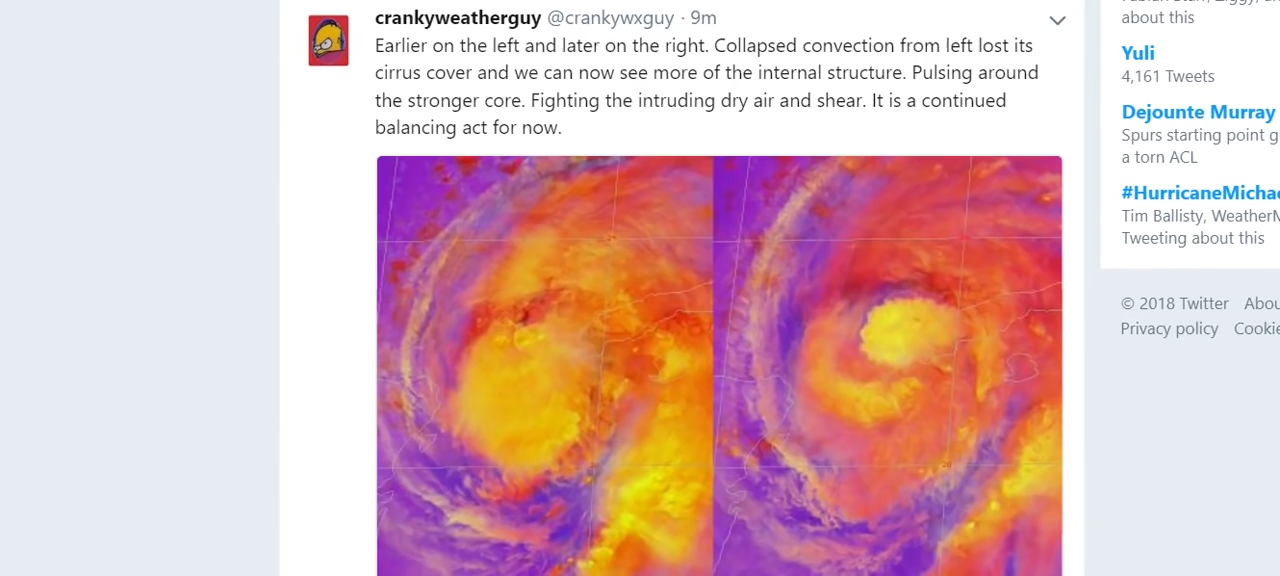 crankyweatherguy @crankywxguy · 9m
Earlier on the left and later on the right. Collapsed convection from left lost its
cirrus cover and we can now see more of the internal structure. Pulsing around
the stronger core. Fighting the intruding dry air and shear. It is a continued
balancing act for now.
about this
Yuli
4,161 Tweets
Dejounte Murray
Spurs starting point g
a torn ACL
#HurricaneMichae
Tim Ballisty, WeatherN
Tweeting about this
© 2018 Twitter Abou
Privacy policy Cookie